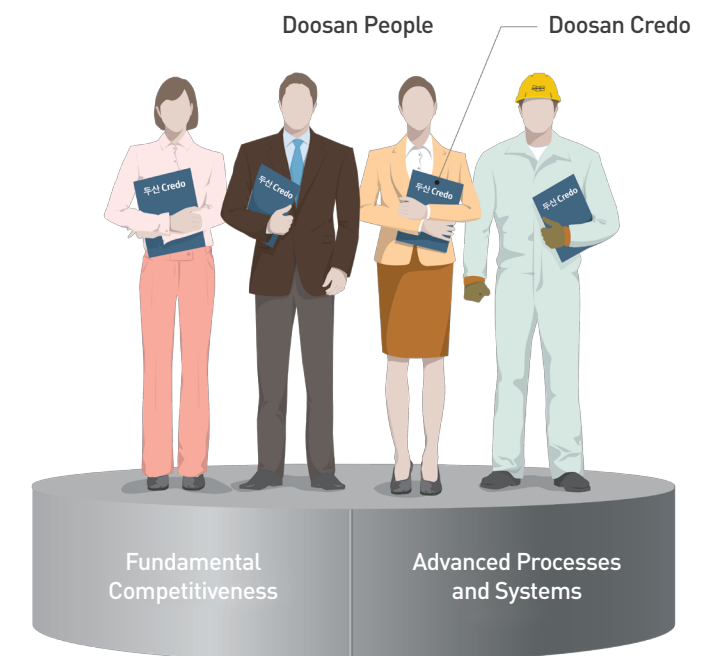 Doosan People
Doosan Credo
두산 Credo
두산 Credo
두산 Credo
두산 Credo
Fundamental
Competitiveness
Advanced Processes
and Systems